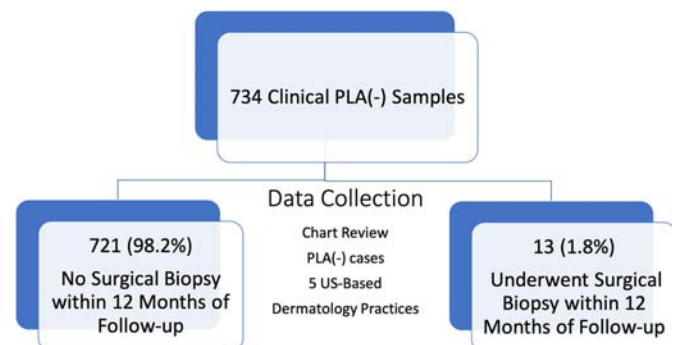 734 Clinical PLA(-) Samples
Data Collection
Chart Review
PLA(-) cases
5 US-Based
Dermatology Practices
721 (98.2%)
No Surgical Biopsy
within 12 Months of
Follow-up
13 (1.8%)
Underwent Surgical
Biopsy within 12
Months of Follow-up